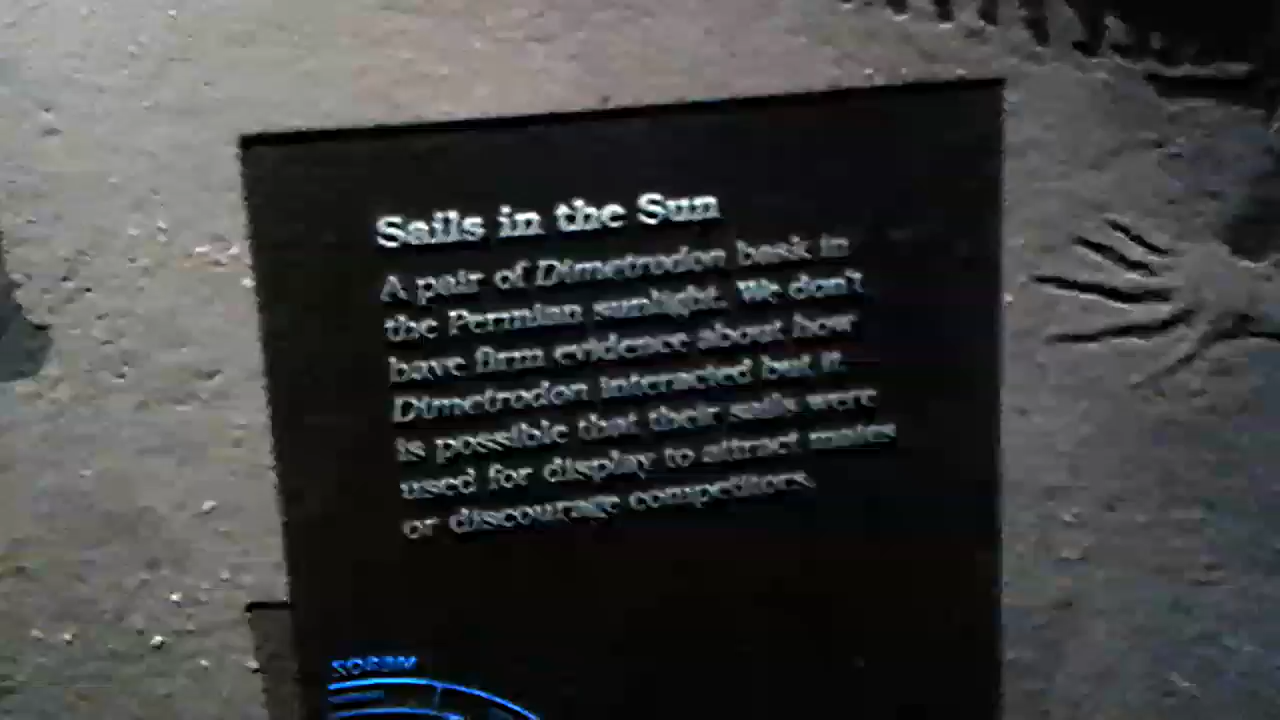 Sails in the Sun
A pair of Dimetrodon bask in
the Permian sunlight. We don't
have firm evidence about how
Dimetrodon interacted but it
is possible that their sails were
used for display to attract mates
or discourage competitors.
MESOZ